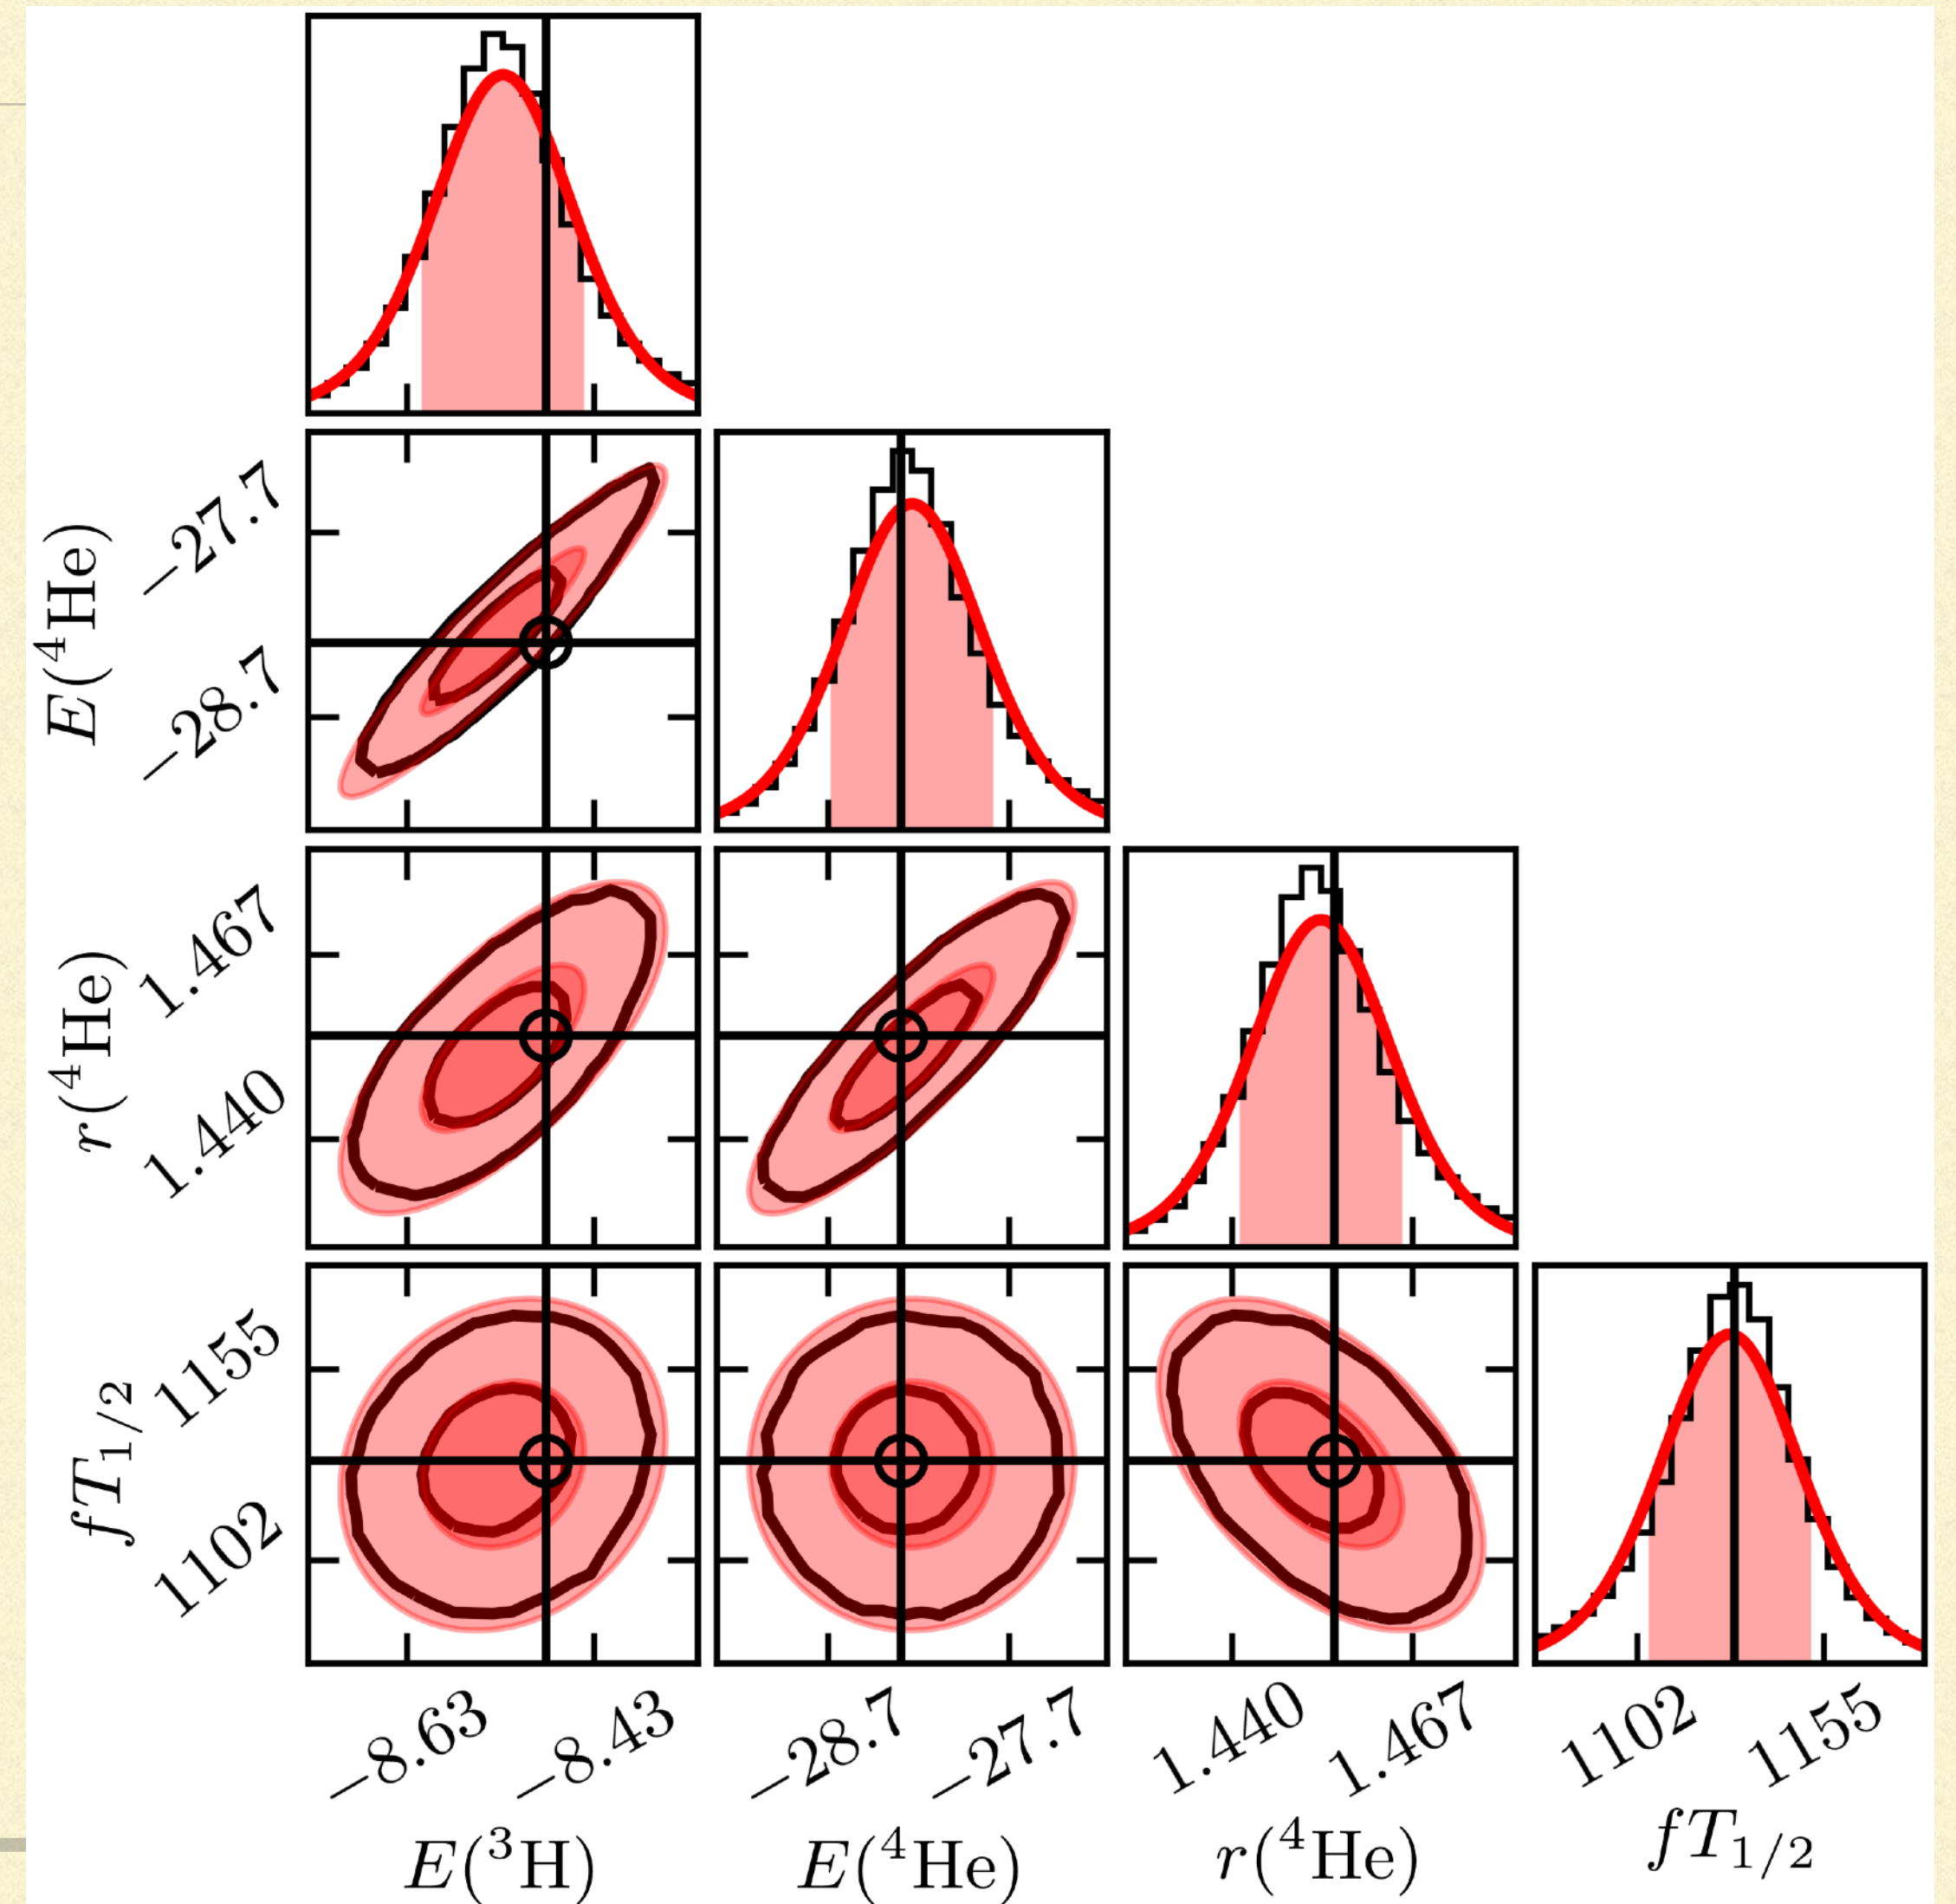 E(⁴He)
−27.7
−28.7
r(⁴He)
1.467
1.440
fT₁/₂
1155
1102
−8.63
−8.43
−28.7
−27.7
1.440
1.467
1102
1155
E(³H)
E(⁴He)
r(⁴He)
fT₁/₂